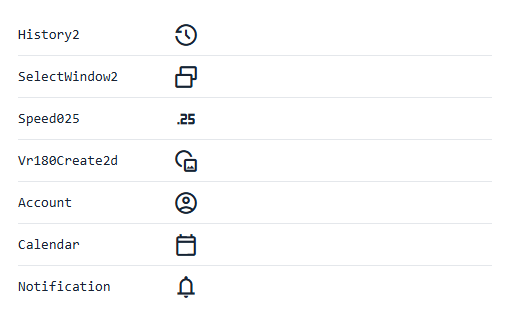 History2
SelectWindow2
Speed025 .25
Vr180Create2d
Account
Calendar
Notification